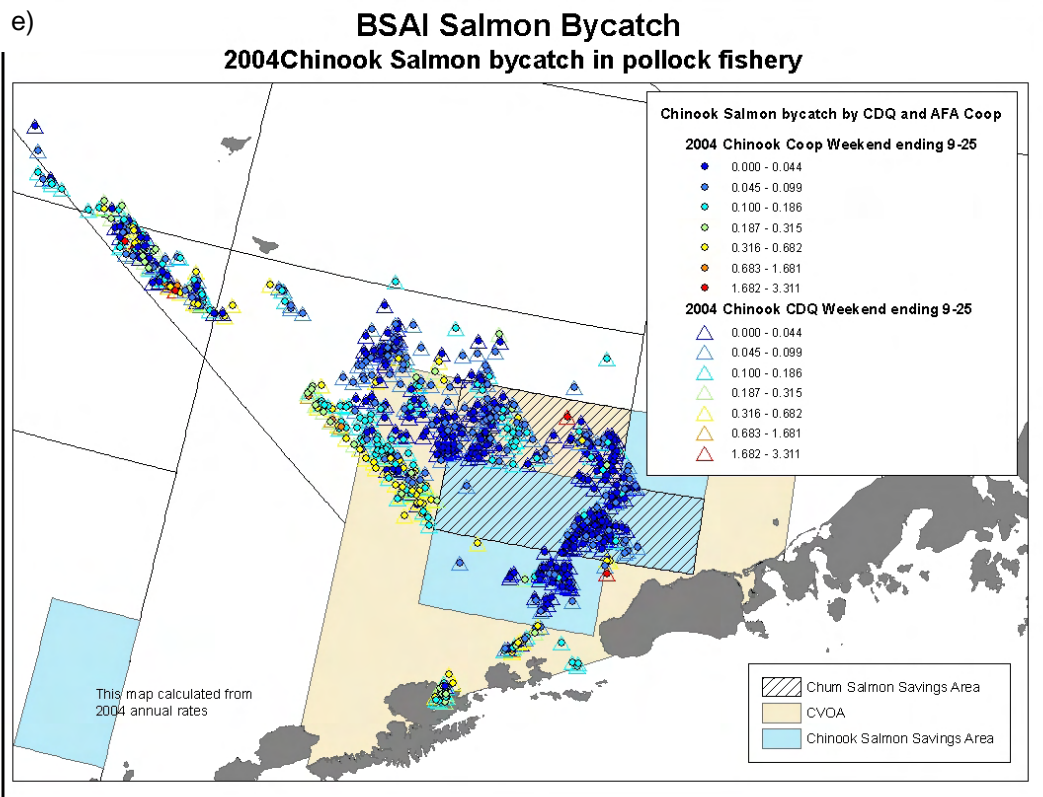 e)
BSAI Salmon Bycatch
2004Chinook Salmon bycatch in pollock fishery
Chinook Salmon bycatch by CDQ and AFA Coop
2004 Chinook Coop Weekend ending 9-25
0.000 - 0.044
0.045 - 0.099
0.100 - 0.186
0.187 - 0.315
0.316 - 0.682
0.683 - 1.681
1.682 - 3.311
2004 Chinook CDQ Weekend ending 9-25
0.000 - 0.044
0.045 - 0.099
0.100 - 0.186
0.187 - 0.315
0.316 - 0.682
0.683 - 1.681
1.682 - 3.311
This map calculated from
2004 annual rates
Chum Salmon Savings Area
CVOA
Chinook Salmon Savings Area